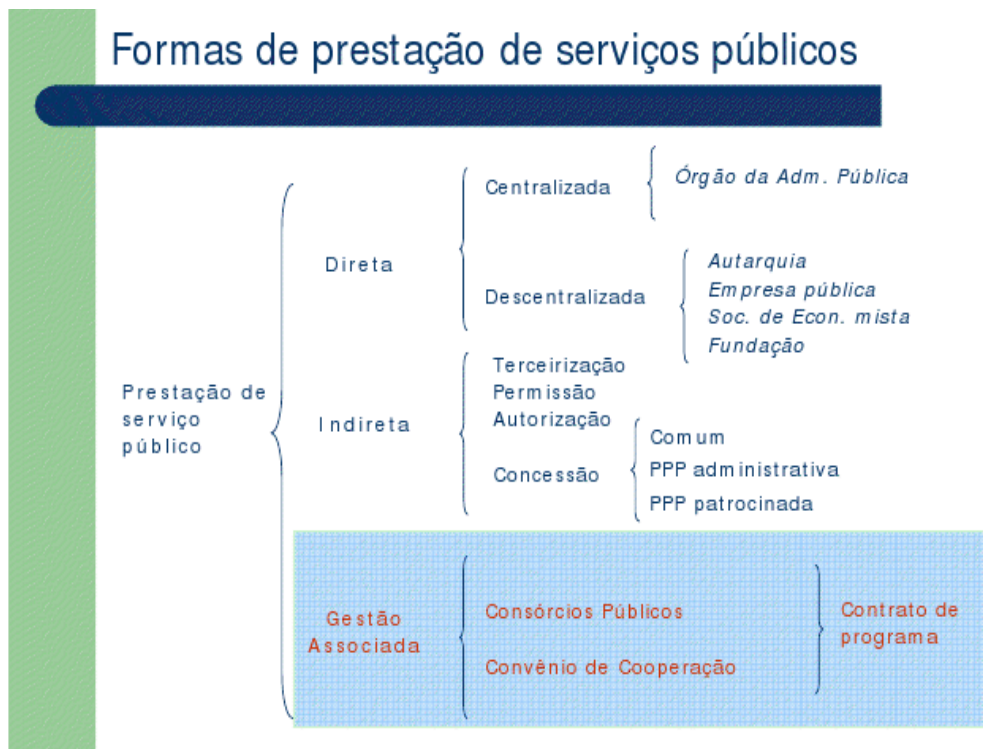 Formas de prestação de serviços públicos
Prestação de
serviço
público
Direta
Centralizada
Órgão da Adm. Pública
Descentralizada
Autarquia
Empresa pública
Soc. de Econ. mista
Fundação
Indireta
Terceirização
Permissão
Autorização
Concessão
Comum
PPP administrativa
PPP patrocinada
Gestão
Associada
Consórcios Públicos
Convênio de Cooperação
Contrato de
programa